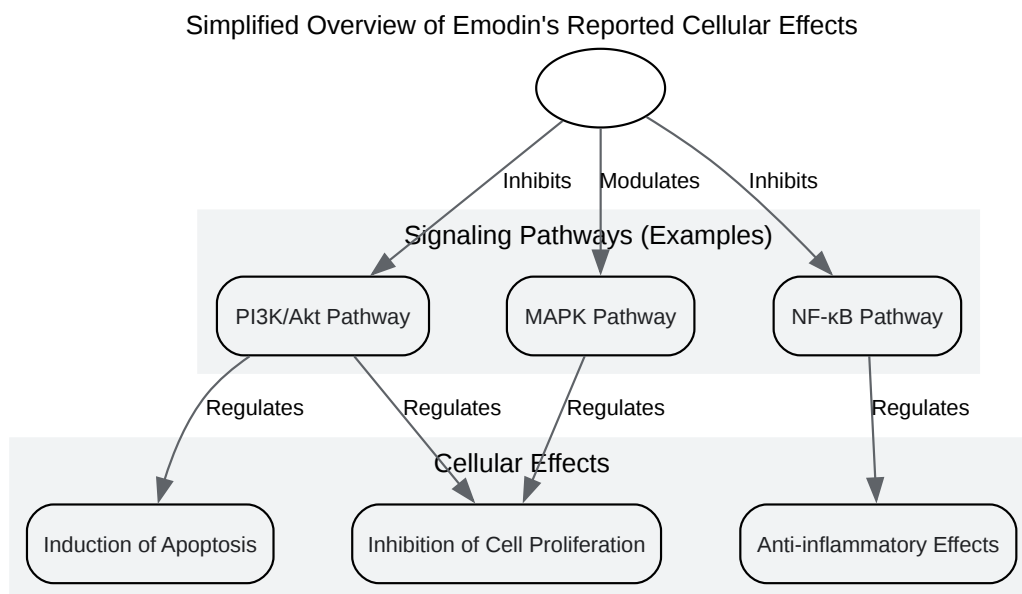 Simplified Overview of Emodin's Reported Cellular Effects
Inhibits
Modulates
Inhibits
Signaling Pathways (Examples)
PI3K/Akt Pathway
MAPK Pathway
NF-κB Pathway
Regulates
Regulates
Regulates
Regulates
Cellular Effects
Induction of Apoptosis
Inhibition of Cell Proliferation
Anti-inflammatory Effects